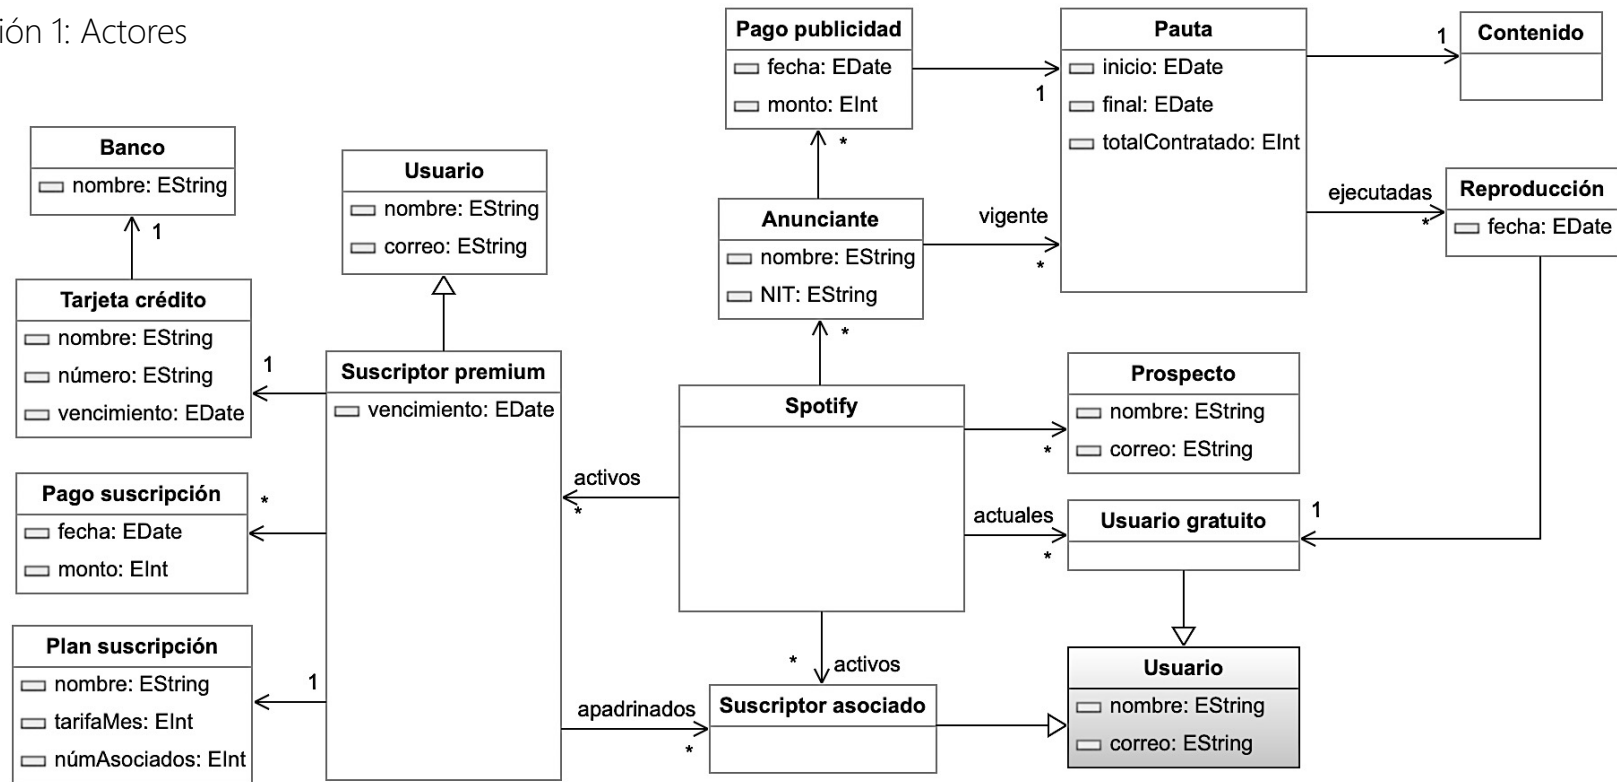 ión 1: Actores
Pago publicidad
fecha: EDate
monto: EInt
1
Pauta
inicio: EDate
final: EDate
totalContratado: EInt
1
Contenido
Banco
nombre: EString
1
Usuario
nombre: EString
correo: EString
*
Anunciante
nombre: EString
NIT: EString
vigente
*
ejecutadas
*
Reproducción
fecha: EDate
Tarjeta crédito
nombre: EString
número: EString
vencimiento: EDate
1
Suscriptor premium
vencimiento: EDate
*
Spotify
Prospecto
nombre: EString
correo: EString
*
Pago suscripción
fecha: EDate
monto: EInt
*
activos
*
actuales
*
Usuario gratuito
1
Plan suscripción
nombre: EString
tarifaMes: EInt
númAsociados: EInt
1
apadrinados
*
*
activos
Suscriptor asociado
Usuario
nombre: EString
correo: EString